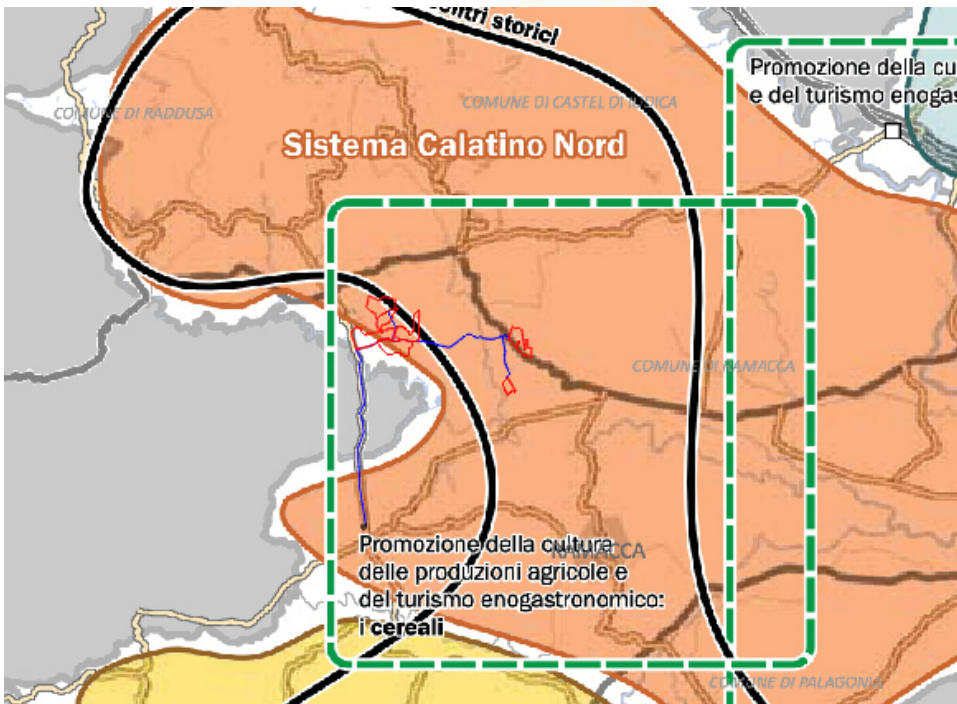 centri storici
Promozione della cu
e del turismo enogas
COMUNE DI RADDUSA
COMUNE DI CASTEL DI IUDICA
Sistema Calatino Nord
COMUNE DI RAMACCA
Promozione della cultura
RAMACCA
delle produzioni agricole e
del turismo enogastronomico:
i cereali
COMUNE DI PALAGONIA